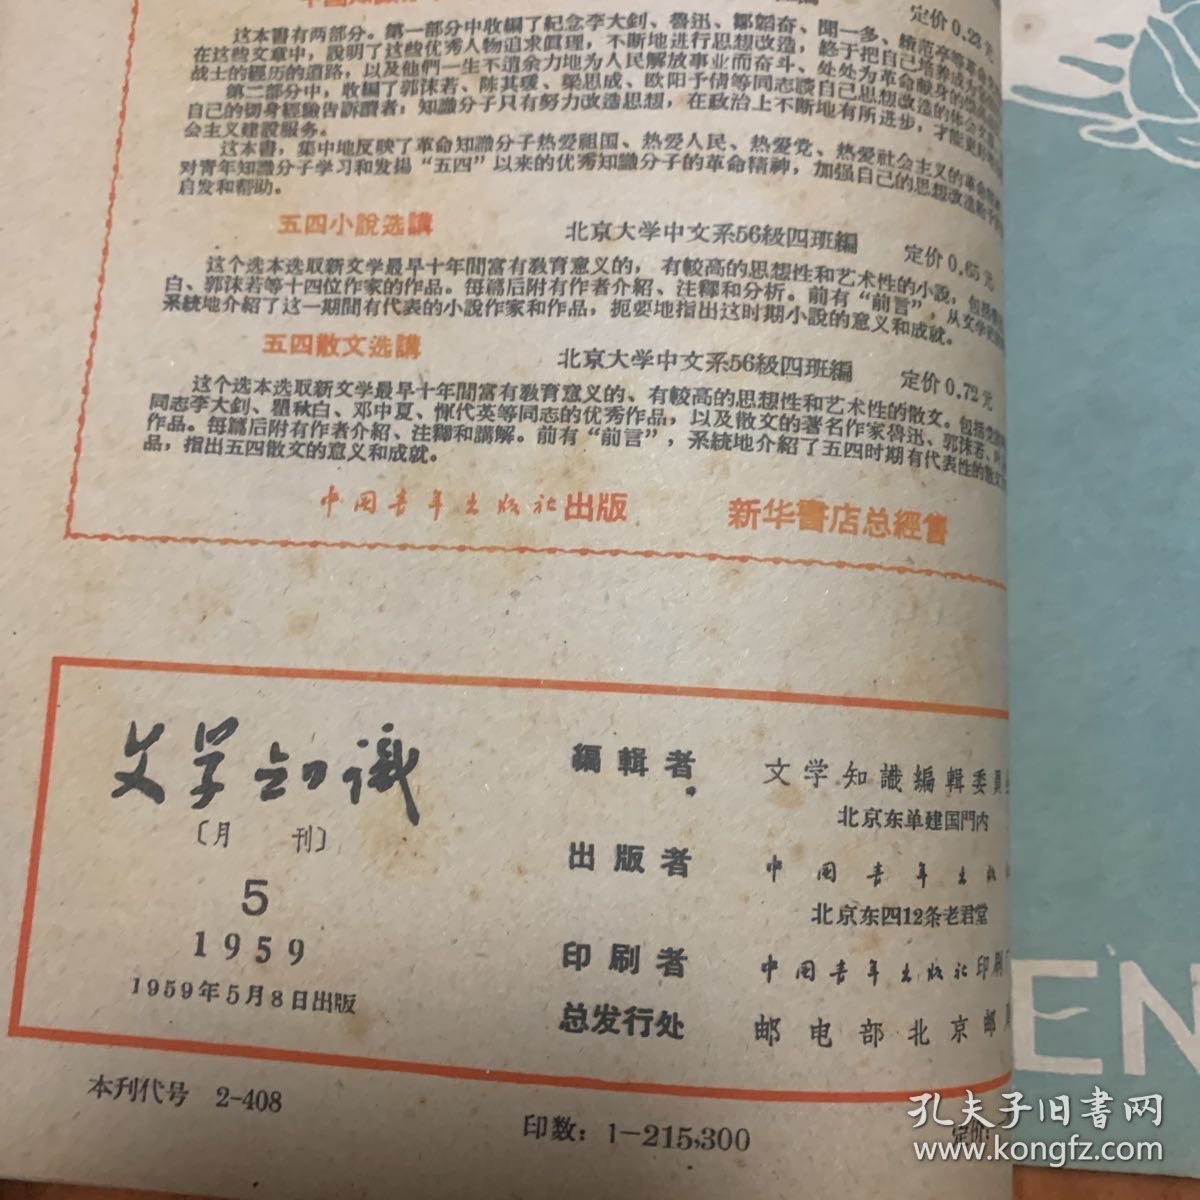 定价 0.23 元
这本書有两部分。第一部分中收編了紀念李大釗、魯迅、鄒韜奋、聞一多、續范亭等革命
在这些文章中，說明了这些优秀人物追求眞理，不断地进行思想改造，終于把自己培养成为
战士的經历的道路，以及他們一生不遺余力地为人民解放事业而奋斗、处处为革命献身的
第二部分中，收編了郭沫若、陈其瑗、梁思成、欧阳予倩等同志談自己思想改造的体会文章
自己的切身經驗告訴讀者，知識分子只有努力改造思想，在政治上不断地有所进步，才能更好
会主义建設服务。
这本書，集中地反映了革命知識分子热爱祖国、热爱人民、热爱党、热爱社会主义的革命
对青年知識分子学习和发揚“五四”以来的优秀知識分子的革命精神，加强自己的思想改造
启发和帮助。
五四小說选講 北京大学中文系56級四班編 定价 0.65 元
这个选本选取新文学最早十年間富有教育意义的，有較高的思想性和艺术性的小說，包括
白、郭沫若等十四位作家的作品。每篇后附有作者介紹、注釋和分析。前有“前言”，从文学
系統地介紹了这一期間有代表的小說作家和作品，扼要地指出这时期小說的意义和成就。
五四散文选講 北京大学中文系56級四班編 定价 0.72 元
这个选本选取新文学最早十年間富有教育意义的、有較高的思想性和艺术性的散文。包括
同志李大釗、瞿秋白、邓中夏、惲代英等同志的优秀作品，以及散文的著名作家魯迅、郭沫若、
作品。每篇后附有作者介紹、注釋和講解。前有“前言”，系統地介紹了五四时期有代表性的散文
品，指出五四散文的意义和成就。
中国青年出版社出版 新华書店总經售
文学知識
〔月 刊〕
5
1959
1959年5月8日出版
編輯者 文学知識編輯委員
北京东单建国門内
出版者 中国青年出版
北京东四12条老君堂
印刷者 中国青年出版社印刷
总发行处 邮电部北京邮
本刊代号 2-408
印数：1—215,300
定价：
EN
孔夫子旧書网
www.kongfz.com